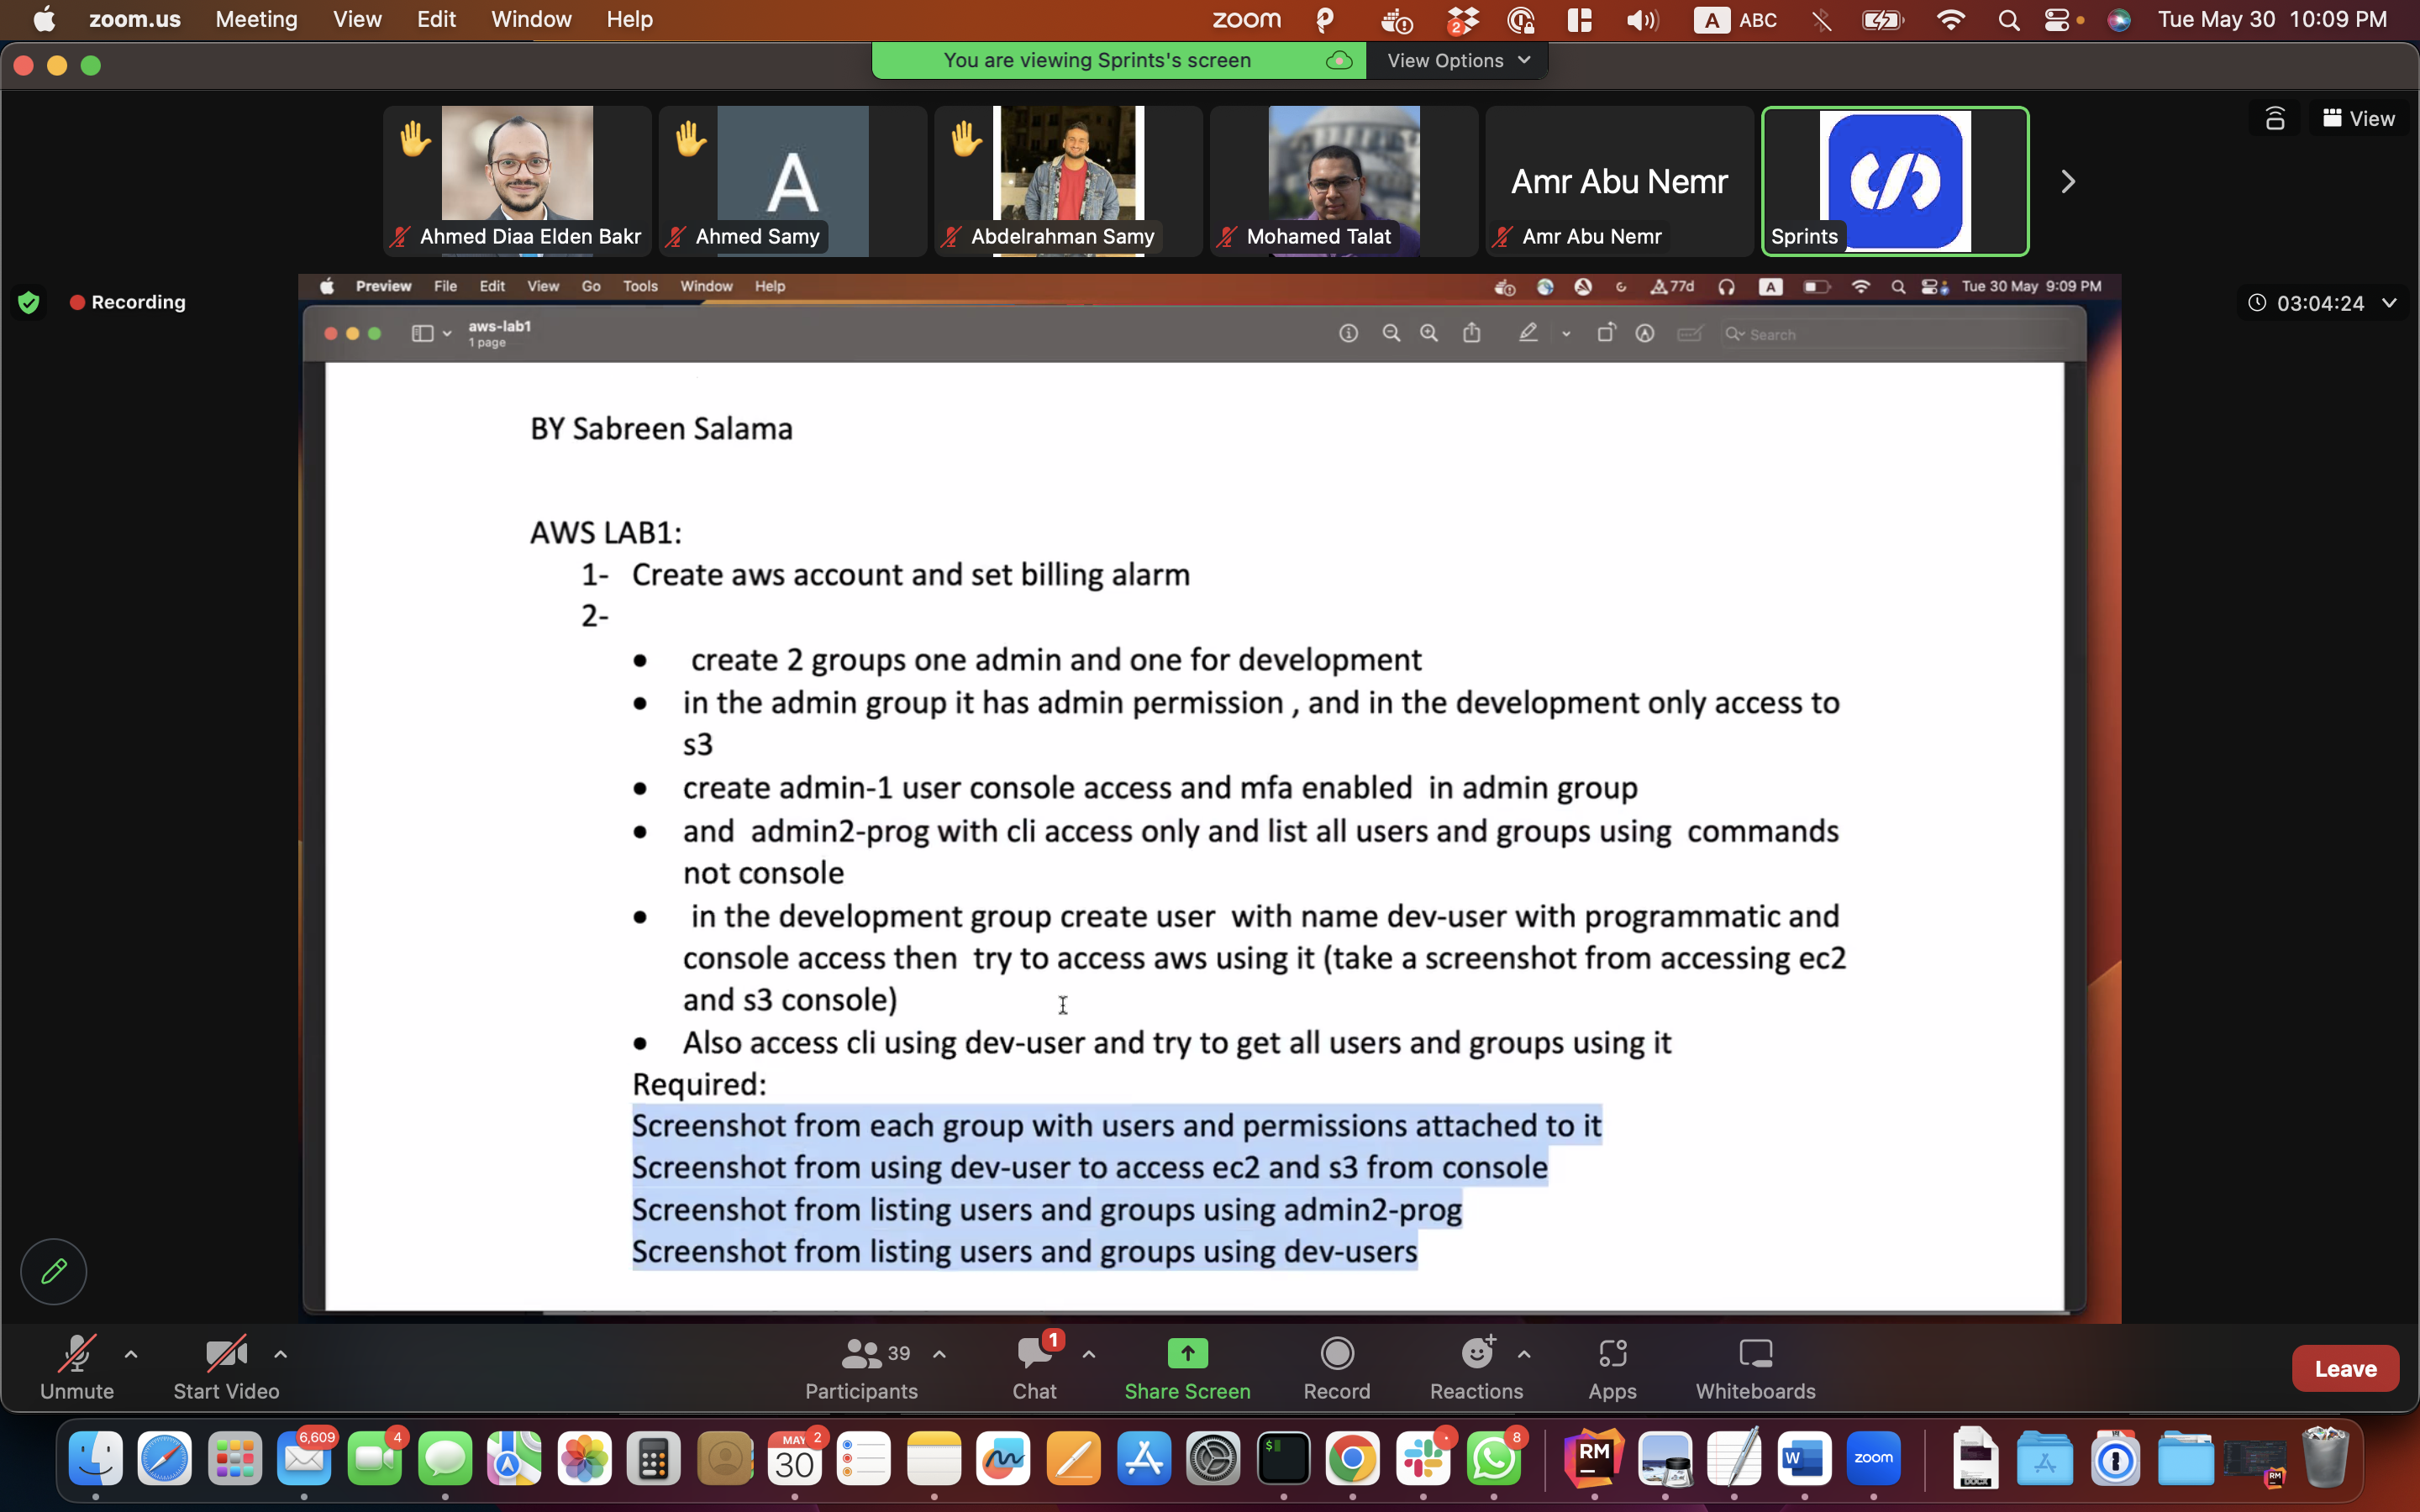 zoom.us Meeting View Edit Window Help
zoom 2 A ABC Tue May 30 10:09 PM
You are viewing Sprints's screen View Options
A
Amr Abu Nemr
View
Ahmed Diaa Elden Bakr
Ahmed Samy
Abdelrahman Samy
Mohamed Talat
Amr Abu Nemr
Sprints
Recording
03:04:24
Preview File Edit View Go Tools Window Help
77d A Tue 30 May 9:09 PM
aws-lab1
1 page
Search
BY Sabreen Salama
AWS LAB1:
1- Create aws account and set billing alarm
2-
• create 2 groups one admin and one for development
• in the admin group it has admin permission , and in the development only access to
s3
• create admin-1 user console access and mfa enabled in admin group
• and admin2-prog with cli access only and list all users and groups using commands
not console
• in the development group create user with name dev-user with programmatic and
console access then try to access aws using it (take a screenshot from accessing ec2
and s3 console)
• Also access cli using dev-user and try to get all users and groups using it
Required:
Screenshot from each group with users and permissions attached to it
Screenshot from using dev-user to access ec2 and s3 from console
Screenshot from listing users and groups using admin2-prog
Screenshot from listing users and groups using dev-users
39 1
Unmute Start Video Participants Chat Share Screen Record Reactions Apps Whiteboards Leave
6,609 4 MAY 2 30 $ 8 RM W zoom DOCX RM